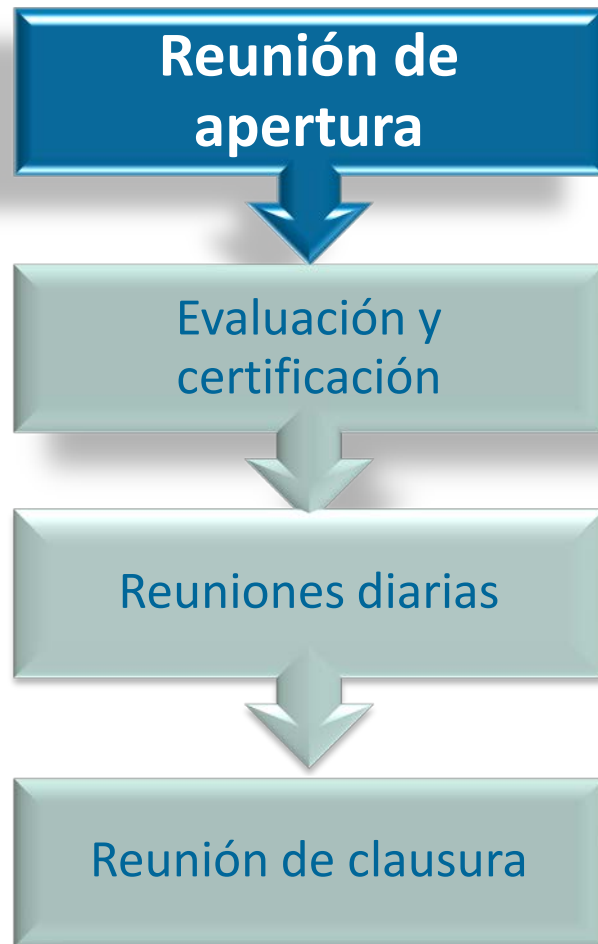 Reunión de
apertura
Evaluación y
certificación
Reuniones diarias
Reunión de clausura